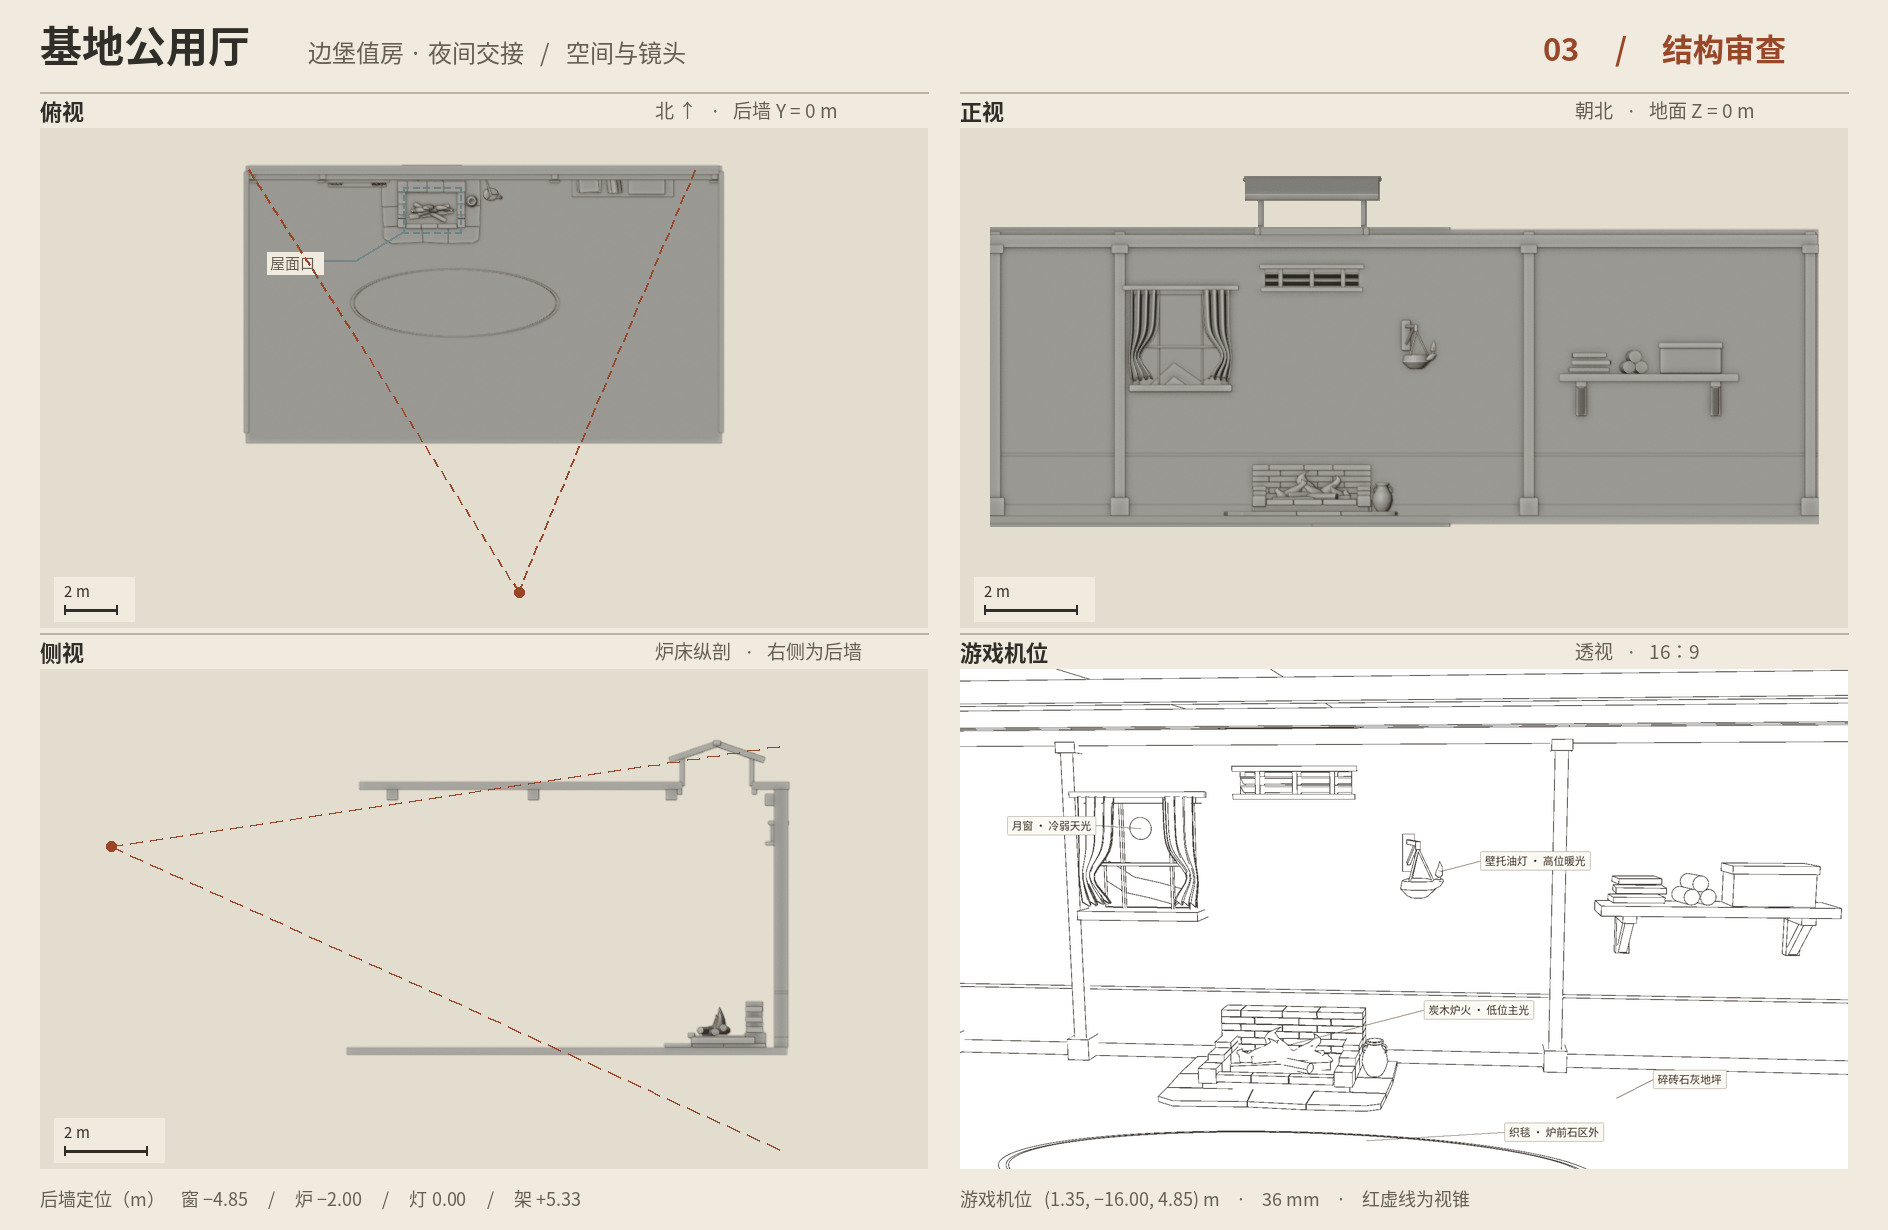 基地公用厅 边堡值房 · 夜间交接 / 空间与镜头 03 / 结构审查
俯视 北 ↑ · 后墙 Y = 0 m
屋面口
2 m
正视 朝北 · 地面 Z = 0 m
2 m
侧视 炉床纵剖 · 右侧为后墙
2 m
游戏机位 透视 · 16：9
月窗 · 冷弱天光
壁托油灯 · 高位暖光
炭木炉火 · 低位主光
碎砖石灰地坪
织毯 · 炉前石区外
后墙定位（m） 窗 −4.85 / 炉 −2.00 / 灯 0.00 / 架 +5.33
游戏机位 (1.35, −16.00, 4.85) m · 36 mm · 红虚线为视锥